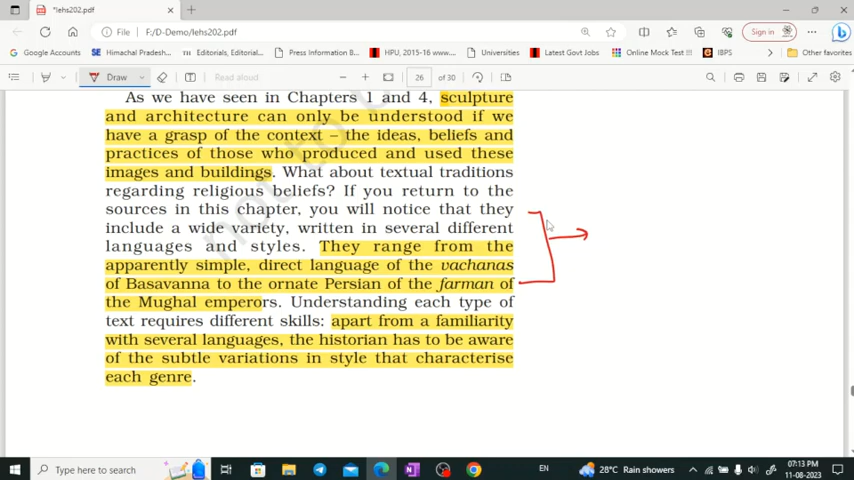 *lehs202.pdf
File
F:/D-Demo/lehs202.pdf
Sign in
Google Accounts
Himachal Pradesh...
Editorials, Editorial...
Press Information B...
HPU, 2015-16 www....
Universities
Latest Govt Jobs
Online Mock Test !!!
IBPS
Other favorites
Draw
Read aloud
26
of 30
As we have seen in Chapters 1 and 4, sculpture
and architecture can only be understood if we
have a grasp of the context – the ideas, beliefs and
practices of those who produced and used these
images and buildings. What about textual traditions
regarding religious beliefs? If you return to the
sources in this chapter, you will notice that they
include a wide variety, written in several different
languages and styles. They range from the
apparently simple, direct language of the vachanas
of Basavanna to the ornate Persian of the farman of
the Mughal emperors. Understanding each type of
text requires different skills: apart from a familiarity
with several languages, the historian has to be aware
of the subtle variations in style that characterise
each genre.
not to
Type here to search
EN
28°C Rain showers
07:13 PM
11-08-2023